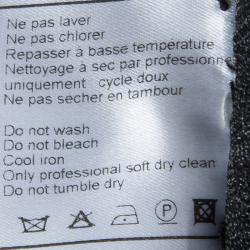 Ne pas laver
Ne pas chlorer
Repasser à basse température
Nettoyage à sec par professionne
uniquement cycle doux
Ne pas sécher en tambour
Do not wash
Do not bleach
Cool iron
Only professional soft dry clean
Do not tumble dry
P